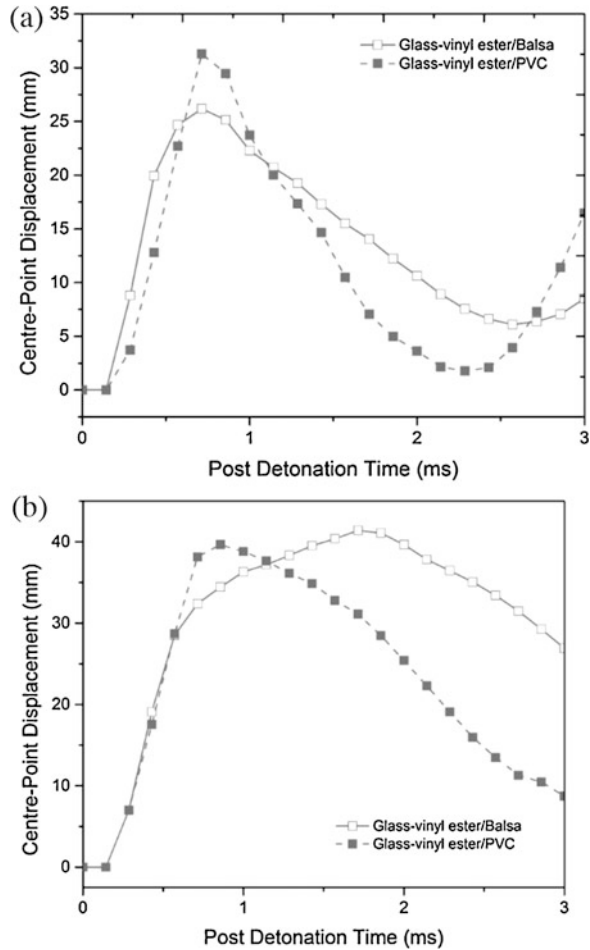 (a)
35
30
25
20
15
10
5
0
Centre-Point Displacement (mm)
Glass-vinyl ester/Balsa
Glass-vinyl ester/PVC
0 1 2 3
Post Detonation Time (ms)
(b)
40
30
20
10
0
Centre-Point Displacement (mm)
Glass-vinyl ester/Balsa
Glass-vinyl ester/PVC
0 1 2 3
Post Detonation Time (ms)